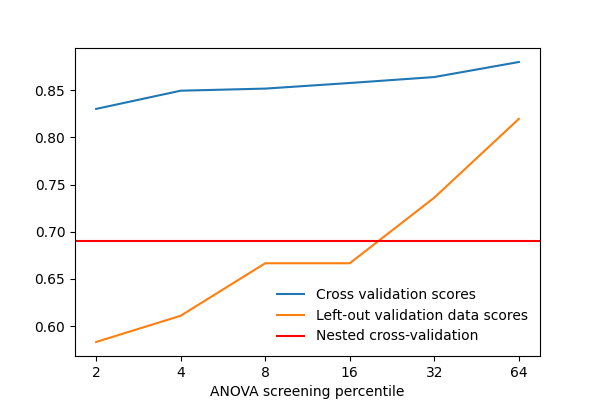 0.85
0.80
0.75
0.70
0.65
0.60
Cross validation scores
Left-out validation data scores
Nested cross-validation
2 4 8 16 32 64
ANOVA screening percentile